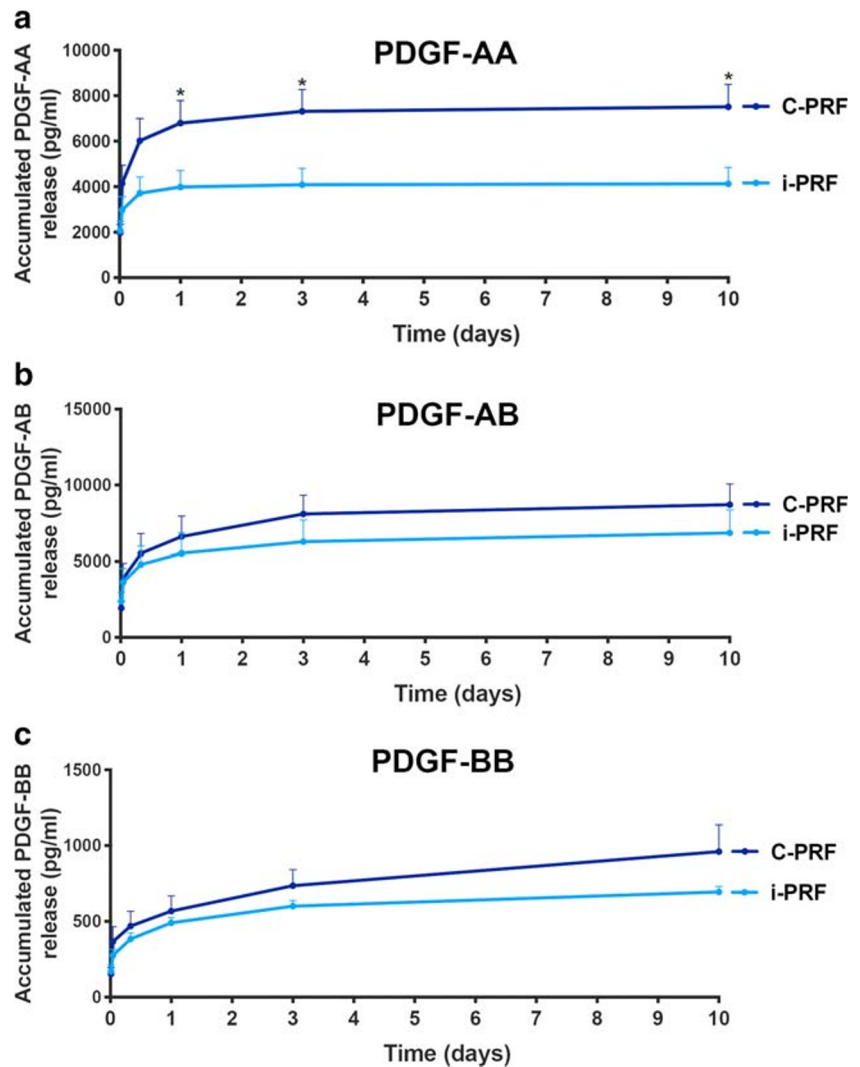 a
PDGF-AA
Accumulated PDGF-AA
release (pg/ml)
10000
8000
6000
4000
2000
0
* * *
C-PRF
i-PRF
0 1 2 3 4 5 6 7 8 9 10
Time (days)
b
PDGF-AB
Accumulated PDGF-AB
release (pg/ml)
15000
10000
5000
0
C-PRF
i-PRF
0 1 2 3 4 5 6 7 8 9 10
Time (days)
c
PDGF-BB
Accumulated PDGF-BB
release (pg/ml)
1500
1000
500
0
C-PRF
i-PRF
0 1 2 3 4 5 6 7 8 9 10
Time (days)